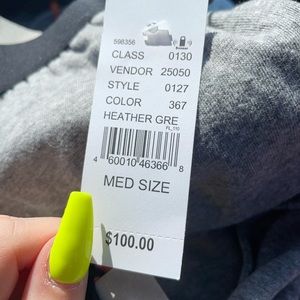 598356
CLASS 0130
VENDOR 25050
STYLE 0127
COLOR 367
HEATHER GRE
FL_110
4 60010 46366 8
MED SIZE
$100.00